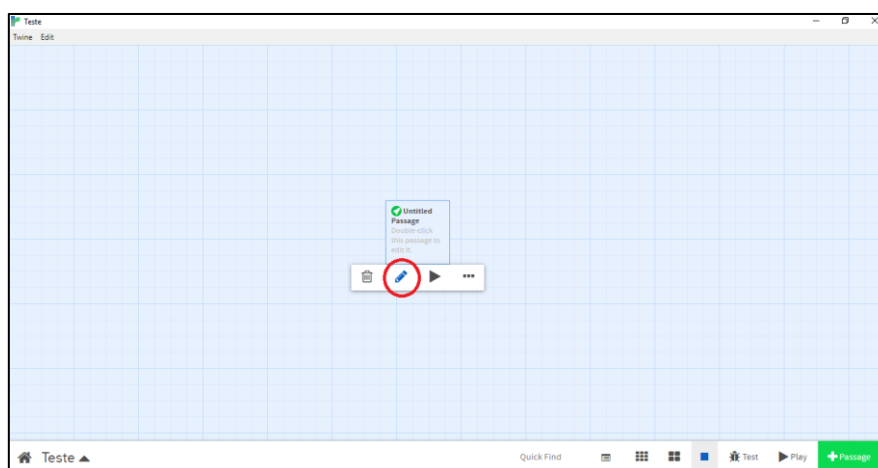 Teste
Twine Edit
Untitled
Passage
Double-click
this passage to
edit it.
Teste
Quick Find
Test
Play
Passage